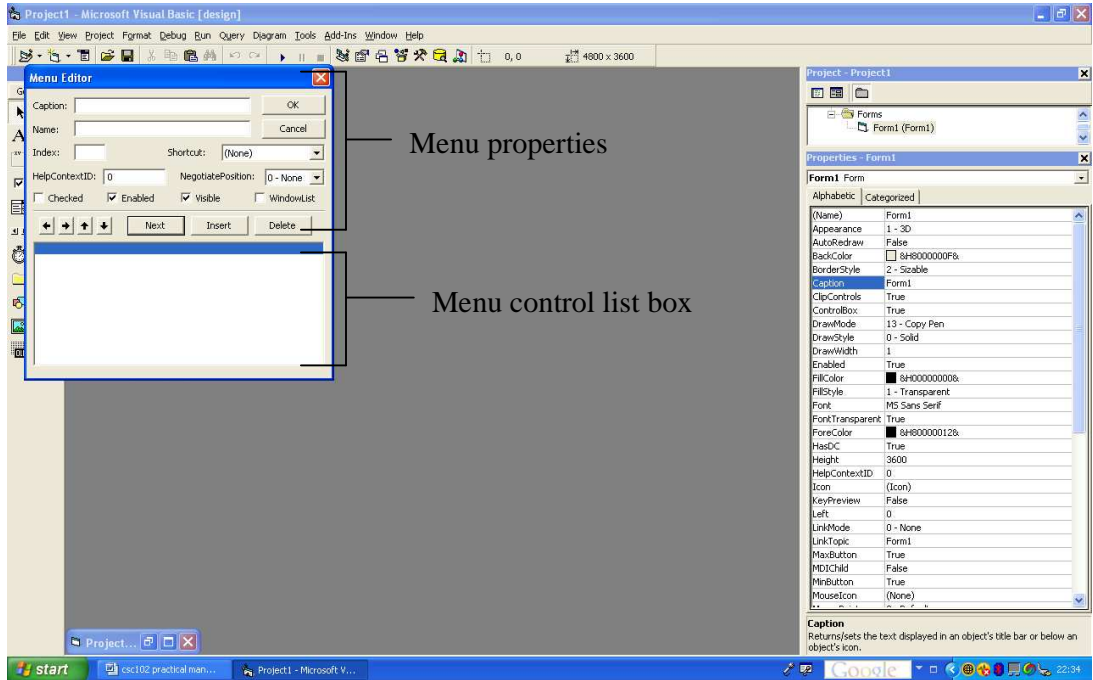 Project1 - Microsoft Visual Basic [design]
File Edit View Project Format Debug Run Query Diagram Tools Add-Ins Window Help
0, 0 4800 x 3600
Menu Editor
Caption: OK
Name: Cancel
Index: Shortcut: (None)
HelpContextID: 0 NegotiatePosition: 0 - None
Checked Enabled Visible WindowList
Next Insert Delete
Menu properties
Menu control list box
Project - Project1
Forms
Form1 (Form1)
Properties - Form1
Form1 Form
Alphabetic Categorized
(Name) Form1
Appearance 1 - 3D
AutoRedraw False
BackColor &H8000000F&
BorderStyle 2 - Sizable
Caption Form1
ClipControls True
ControlBox True
DrawMode 13 - Copy Pen
DrawStyle 0 - Solid
DrawWidth 1
Enabled True
FillColor &H00000000&
FillStyle 1 - Transparent
Font MS Sans Serif
FontTransparent True
ForeColor &H80000012&
HasDC True
Height 3600
HelpContextID 0
Icon (Icon)
KeyPreview False
Left 0
LinkMode 0 - None
LinkTopic Form1
MaxButton True
MDIChild False
MinButton True
MouseIcon (None)
Caption
Returns/sets the text displayed in an object's title bar or below an
object's icon.
Project...
start csc102 practical man... Project1 - Microsoft V... Google 22:34